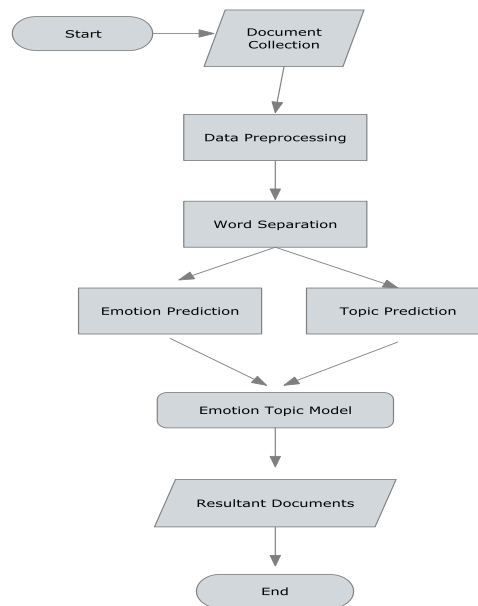 Start
Document
Collection
Data Preprocessing
Word Separation
Emotion Prediction
Topic Prediction
Emotion Topic Model
Resultant Documents
End